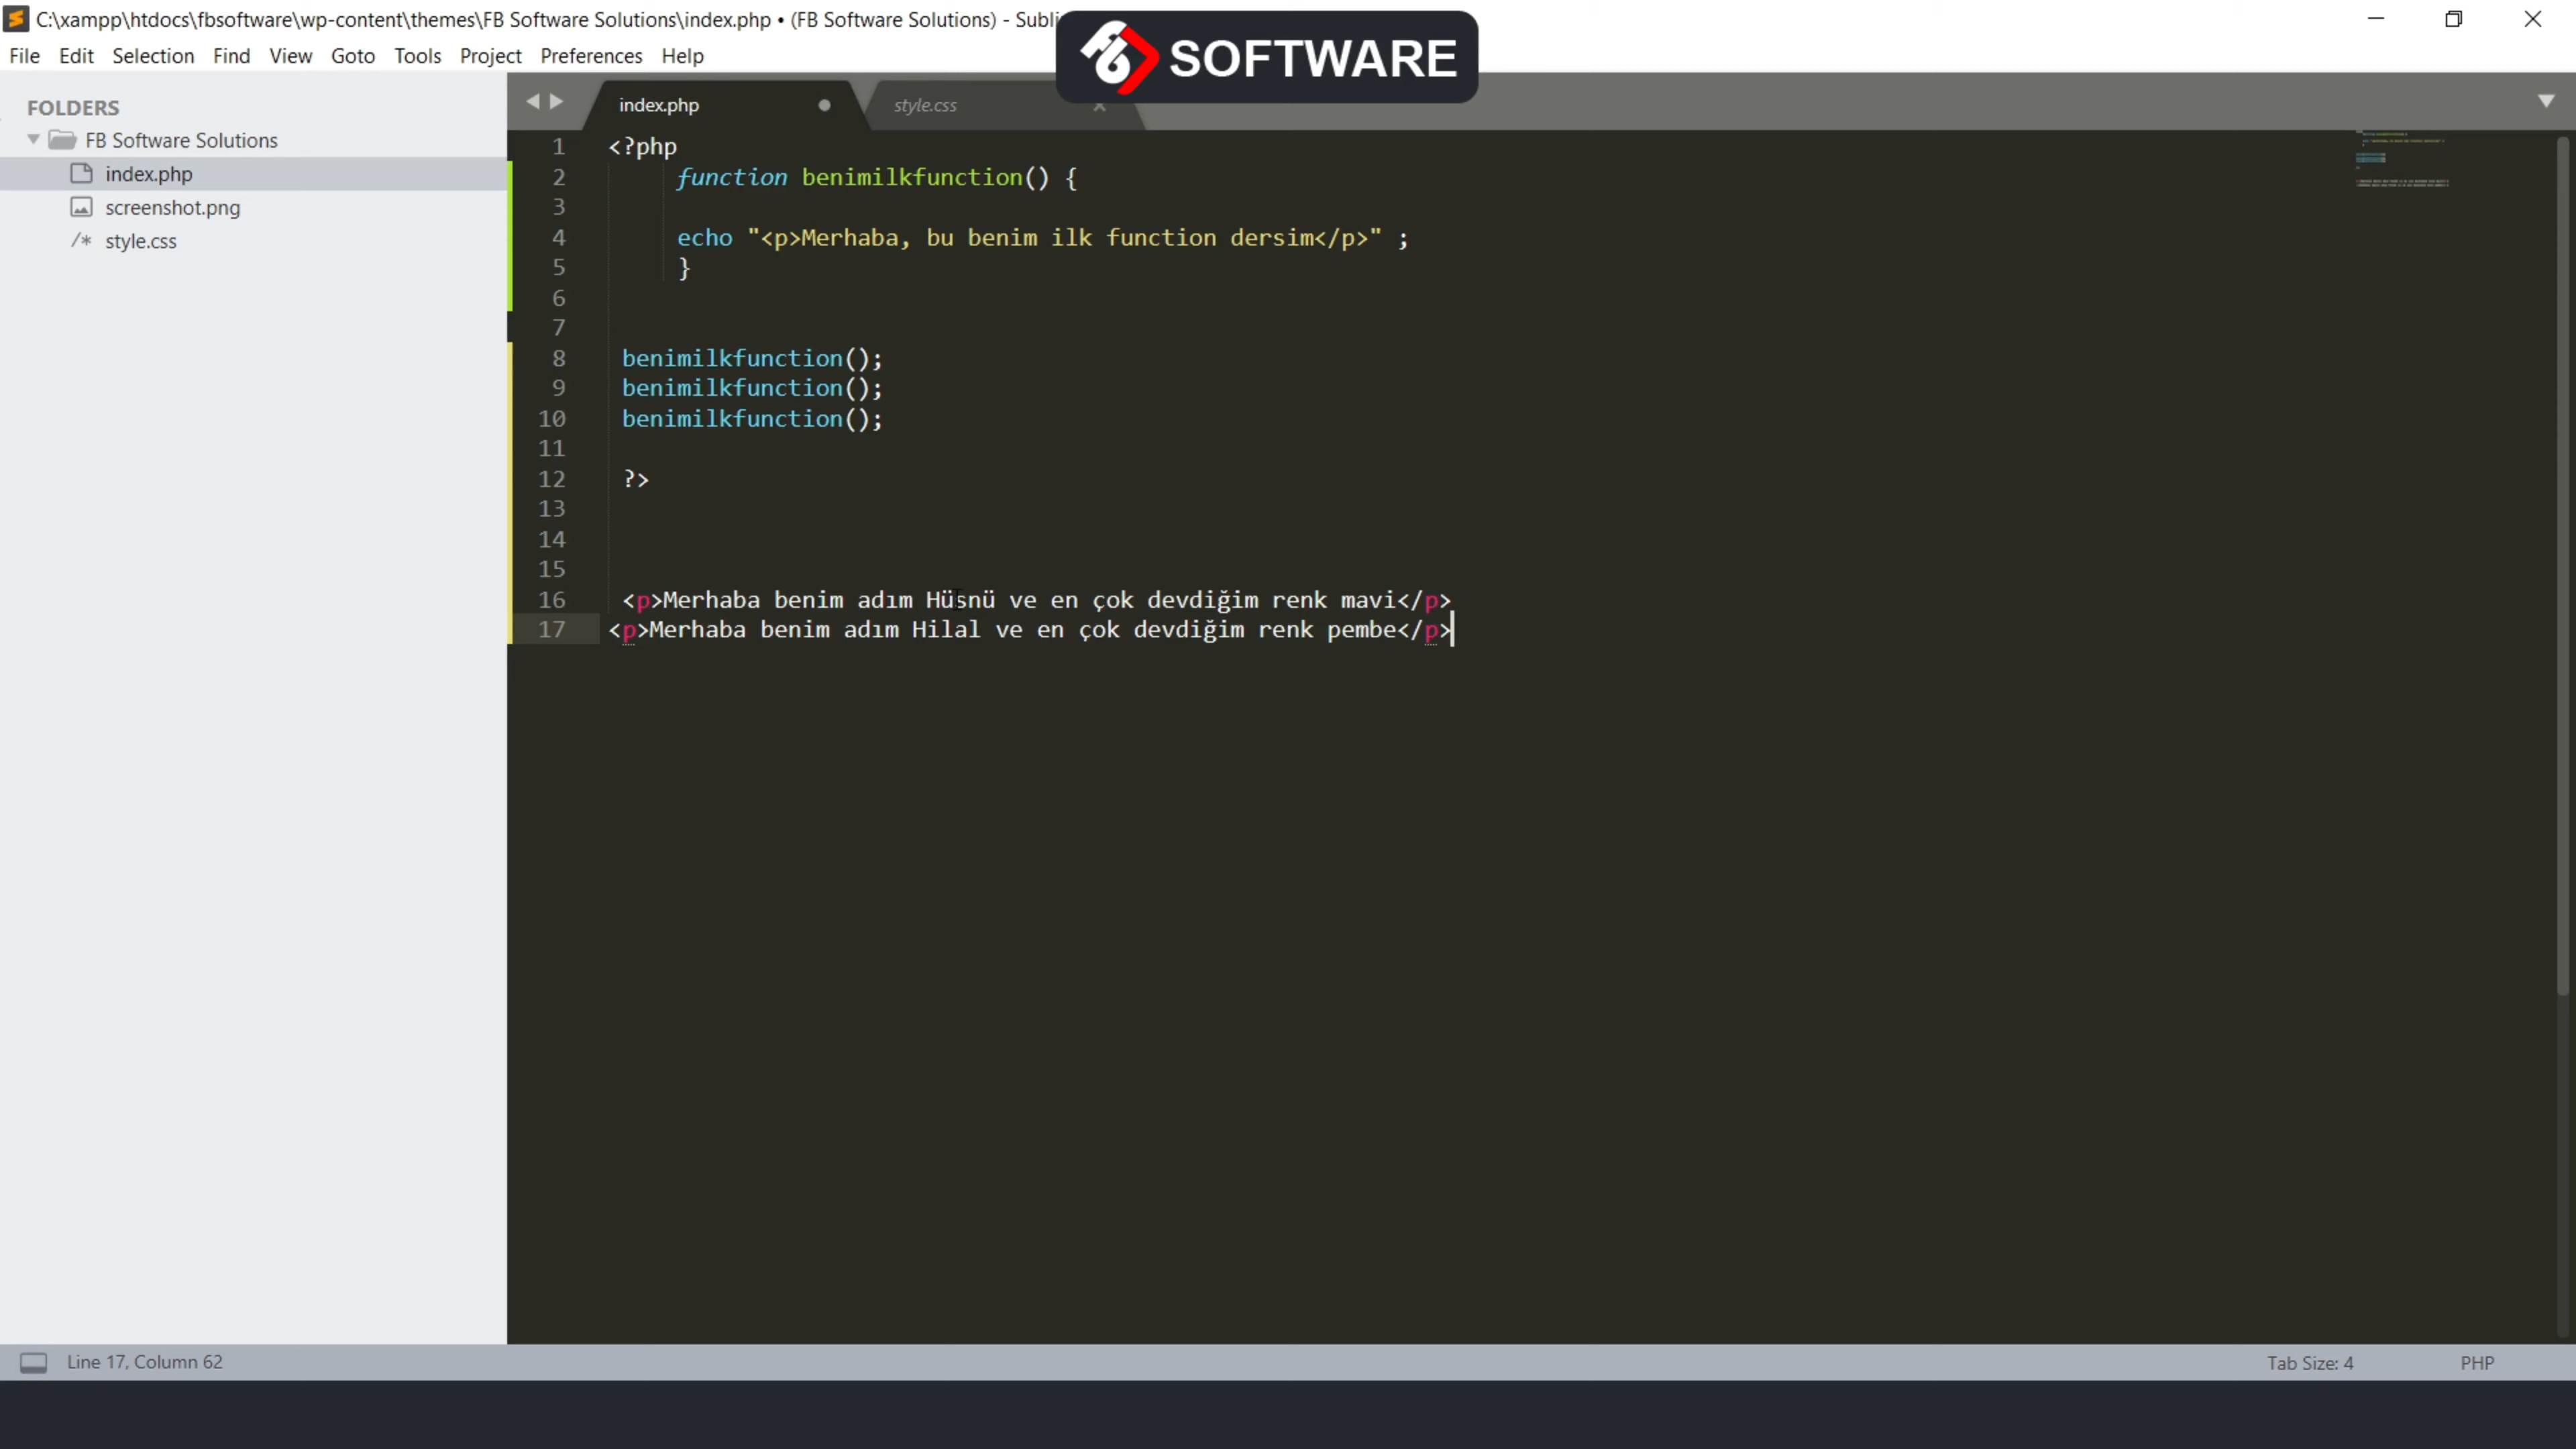 C:\xampp\htdocs\fbsoftware\wp-content\themes\FB Software Solutions\index.php • (FB Software Solutions) -
SOFTWARE
File Edit Selection Find View Goto Tools Project Preferences Help
FOLDERS
FB Software Solutions
index.php
screenshot.png
/* style.css
index.php style.css
1 <?php
2 function benimilkfunction() {
3
4 echo "<p>Merhaba, bu benim ilk function dersim</p>" ;
5 }
6
7
8 benimilkfunction();
9 benimilkfunction();
10 benimilkfunction();
11
12 ?>
13
14
15
16 <p>Merhaba benim adım Hüsnü ve en çok devdiğim renk mavi</p>
17 <p>Merhaba benim adım Hilal ve en çok devdiğim renk pembe</p>
Line 17, Column 62
Tab Size: 4 PHP